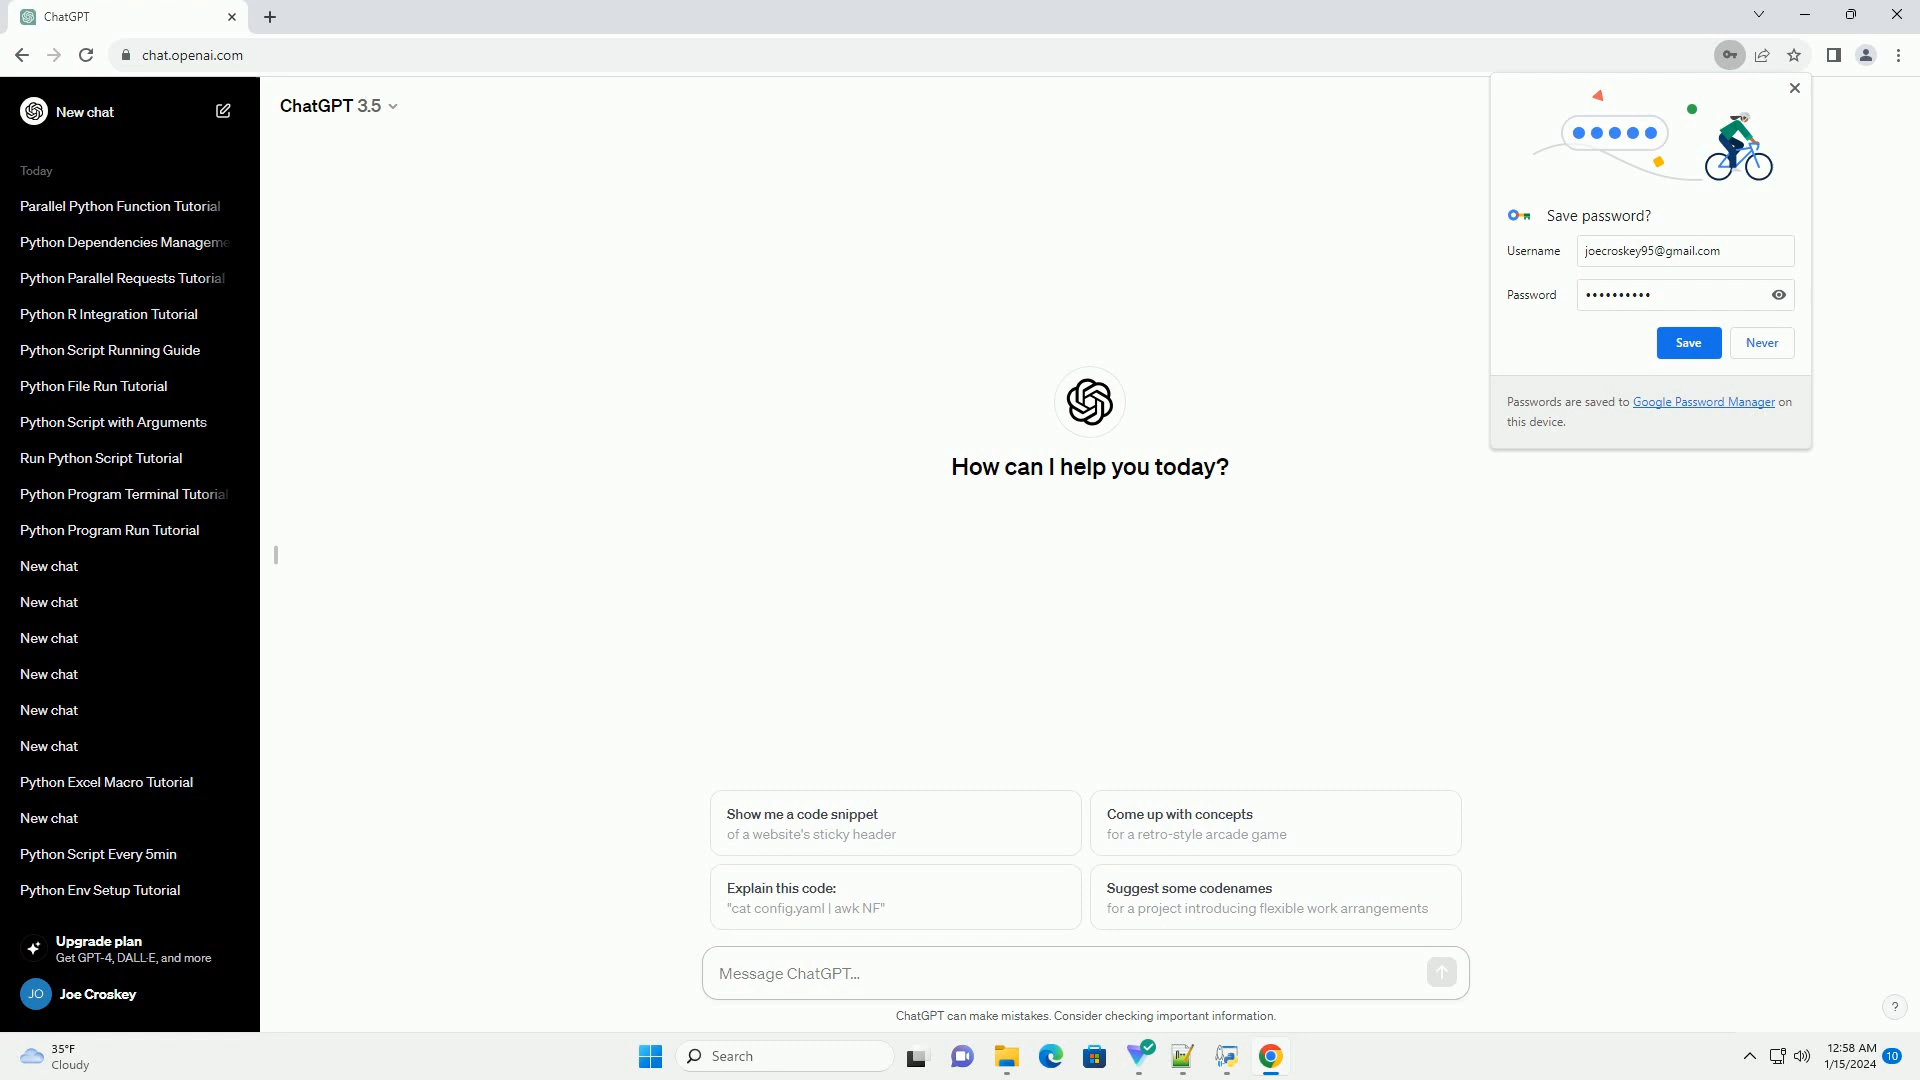 ChatGPT
chat.openai.com
New chat
Today
Parallel Python Function Tutorial
Python Dependencies Manageme
Python Parallel Requests Tutorial
Python R Integration Tutorial
Python Script Running Guide
Python File Run Tutorial
Python Script with Arguments
Run Python Script Tutorial
Python Program Terminal Tutorial
Python Program Run Tutorial
New chat
New chat
New chat
New chat
New chat
New chat
Python Excel Macro Tutorial
New chat
Python Script Every 5min
Python Env Setup Tutorial
Upgrade plan
Get GPT-4, DALL·E, and more
JO Joe Croskey
ChatGPT 3.5
How can I help you today?
Show me a code snippet
of a website's sticky header
Come up with concepts
for a retro-style arcade game
Explain this code:
"cat config.yaml | awk NF"
Suggest some codenames
for a project introducing flexible work arrangements
Message ChatGPT...
ChatGPT can make mistakes. Consider checking important information.
?
Save password?
Username joecroskey95@gmail.com
Password ••••••••••
Save Never
Passwords are saved to Google Password Manager on
this device.
35°F
Cloudy
Search
12:58 AM
1/15/2024
10